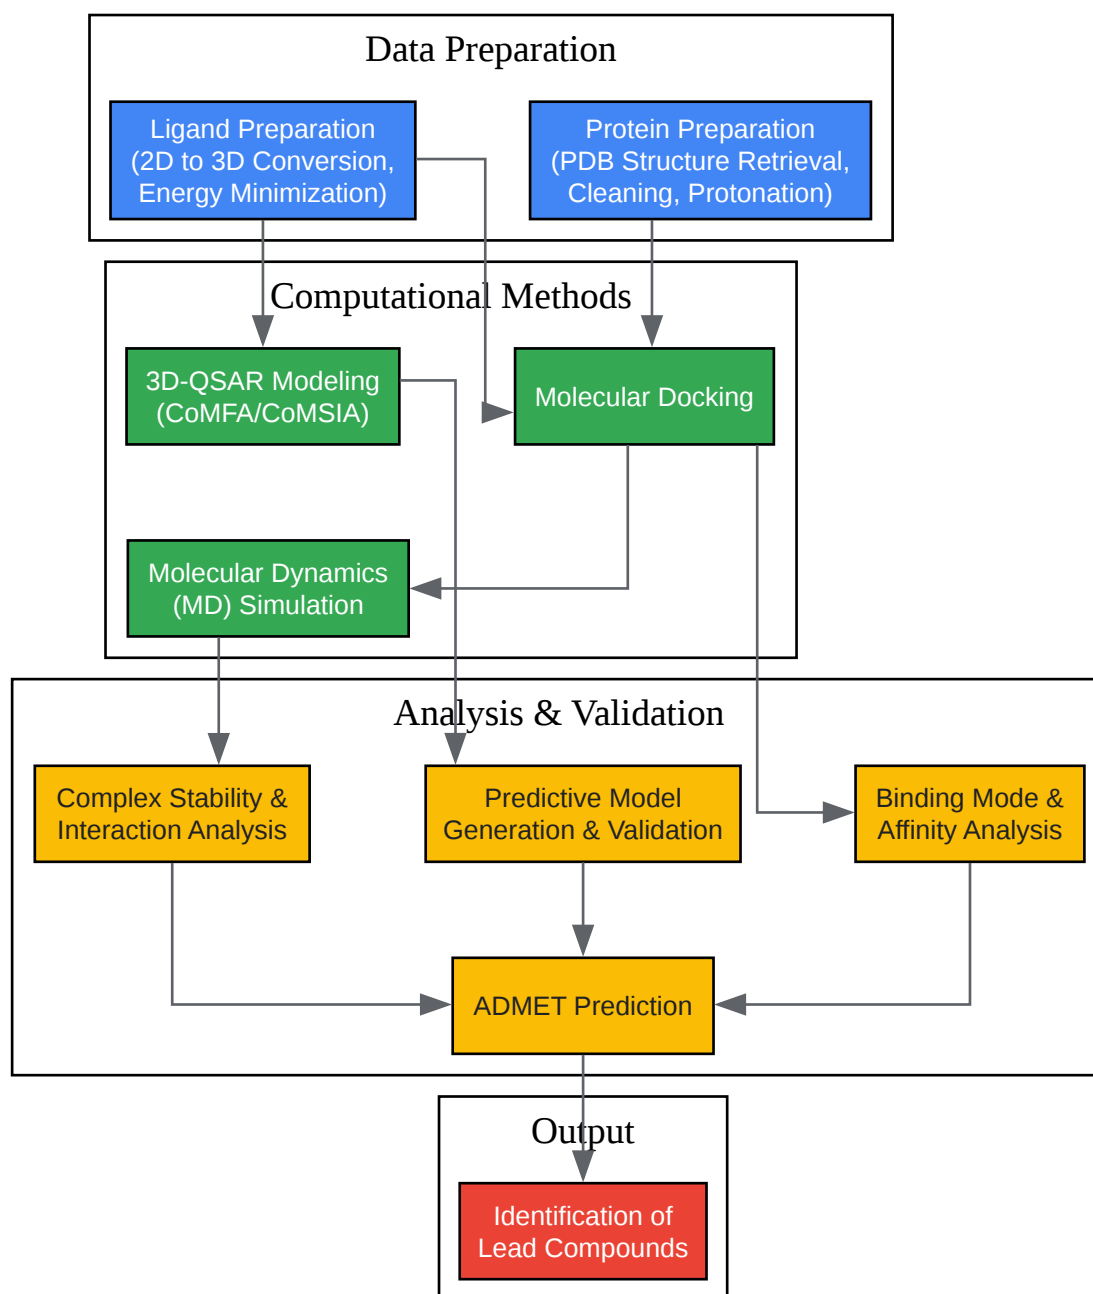 Data Preparation
Ligand Preparation
(2D to 3D Conversion,
Energy Minimization)
Protein Preparation
(PDB Structure Retrieval,
Cleaning, Protonation)
Computational Methods
3D-QSAR Modeling
(CoMFA/CoMSIA)
Molecular Docking
Molecular Dynamics
(MD) Simulation
Analysis & Validation
Complex Stability &
Interaction Analysis
Predictive Model
Generation & Validation
Binding Mode &
Affinity Analysis
ADMET Prediction
Output
Identification of
Lead Compounds